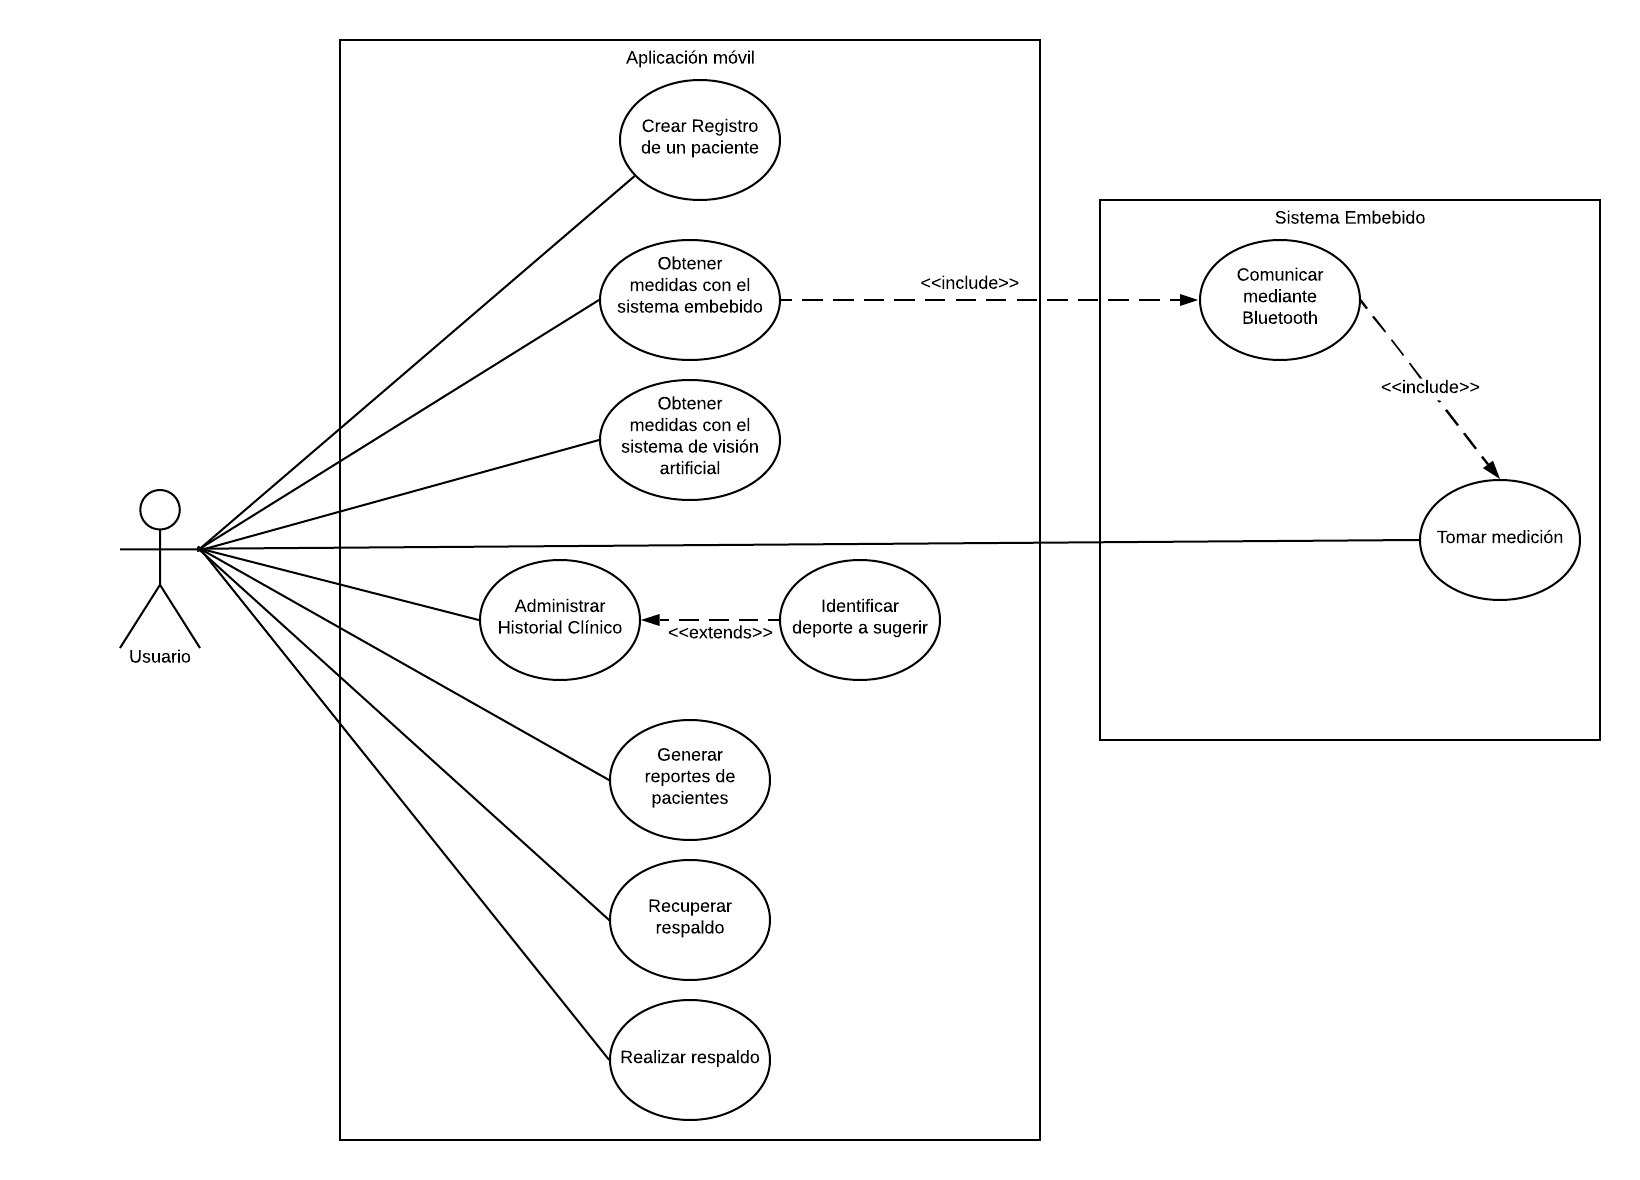 Aplicación móvil
Crear Registro
de un paciente
Sistema Embebido
Obtener
medidas con el
sistema embebido
<<include>>
Comunicar
mediante
Bluetooth
<<include>>
Obtener
medidas con el
sistema de visión
artificial
Tomar medición
Usuario
Administrar
Historial Clínico
<<extends>>
Identificar
deporte a sugerir
Generar
reportes de
pacientes
Recuperar
respaldo
Realizar respaldo